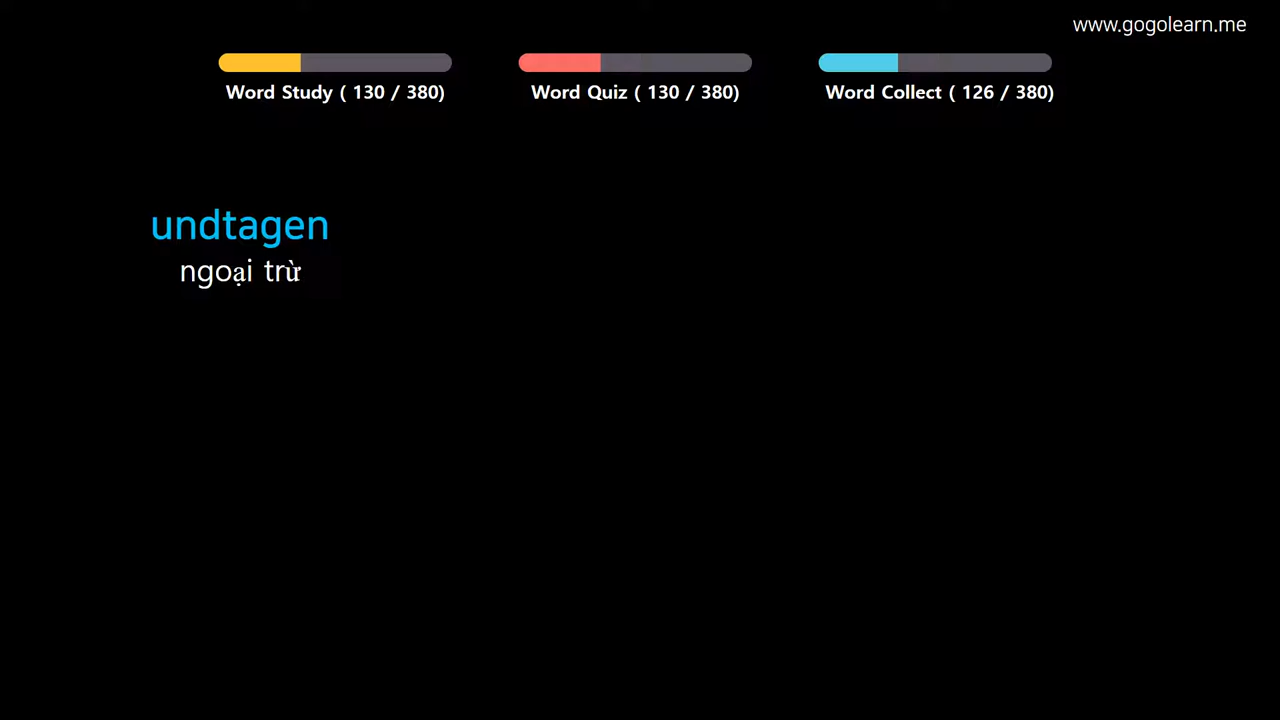 www.gogolearn.me
Word Study ( 130 / 380)
Word Quiz ( 130 / 380)
Word Collect ( 126 / 380)
undtagen
ngoại trừ